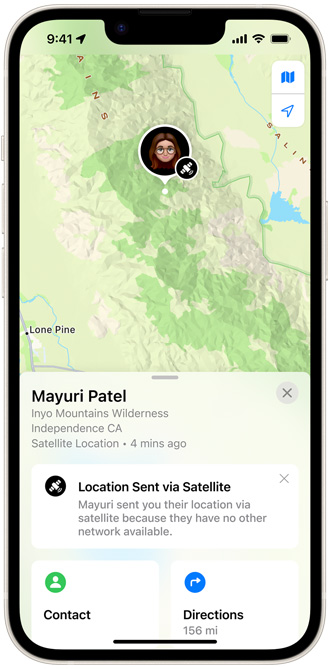 9:41
AINS
SALIN
Lone Pine
Mayuri Patel
Inyo Mountains Wilderness
Independence CA
Satellite Location • 4 mins ago
Location Sent via Satellite
Mayuri sent you their location via
satellite because they have no other
network available.
Contact
Directions
156 mi